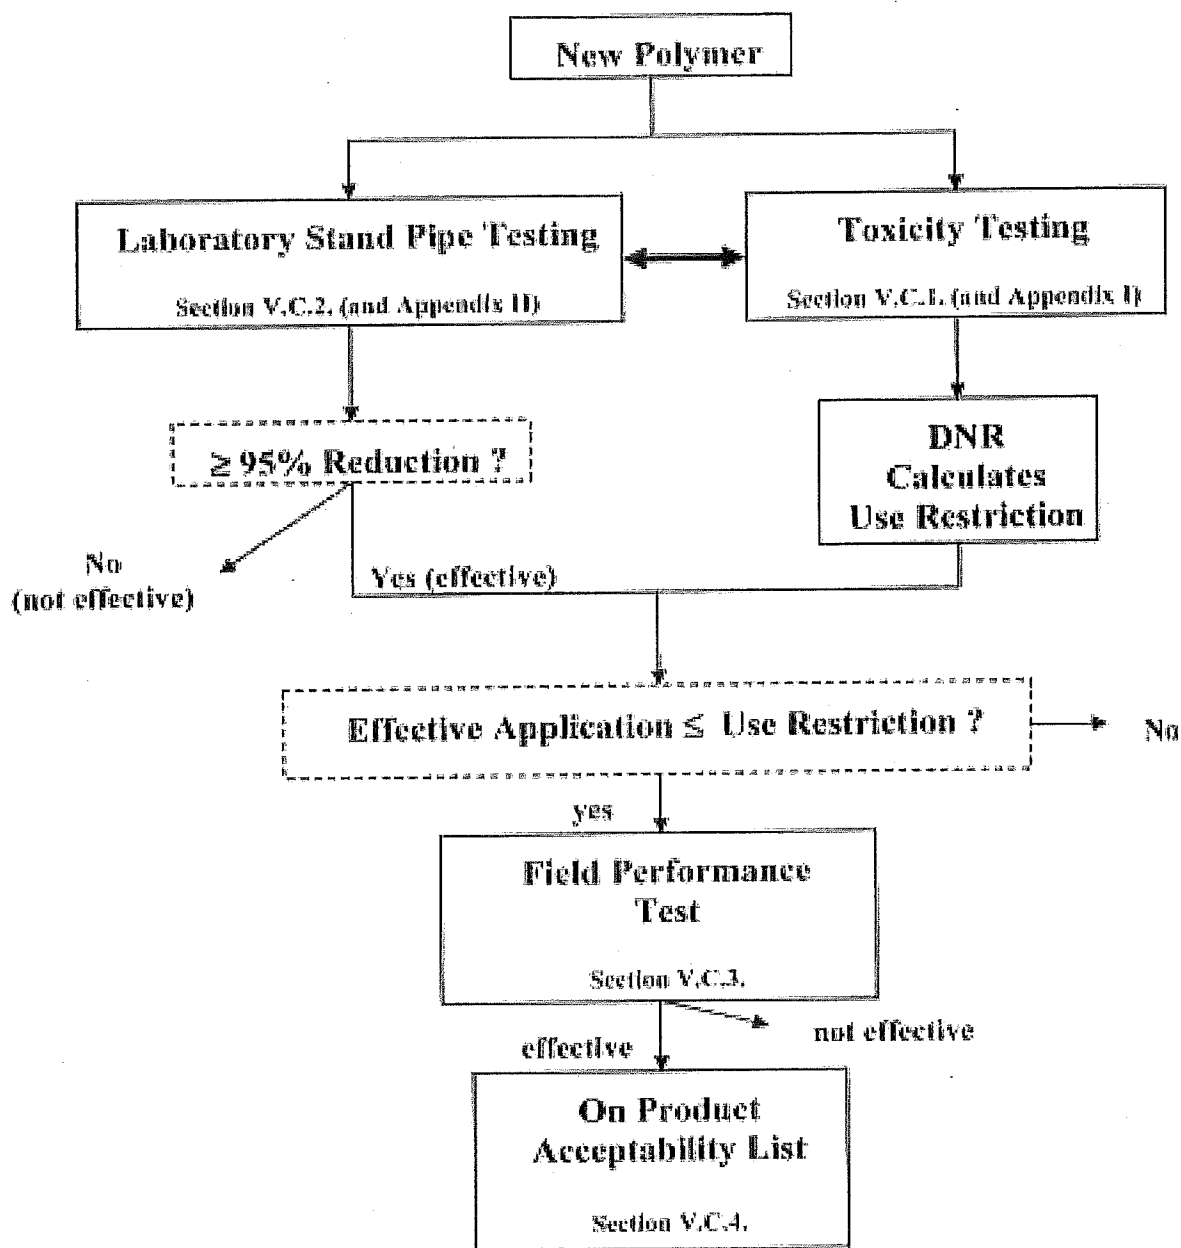 New Polymer
Laboratory Stand Pipe Testing
Section V.C.2. (and Appendix II)
Toxicity Testing
Section V.C.1. (and Appendix I)
≥ 95% Reduction ?
DNR
Calculates
Use Restriction
No
(not effective)
Yes (effective)
Effective Application ≤ Use Restriction ?
No
yes
Field Performance
Test
Section V.C.3.
not effective
effective
On Product
Acceptability List
Section V.C.4.